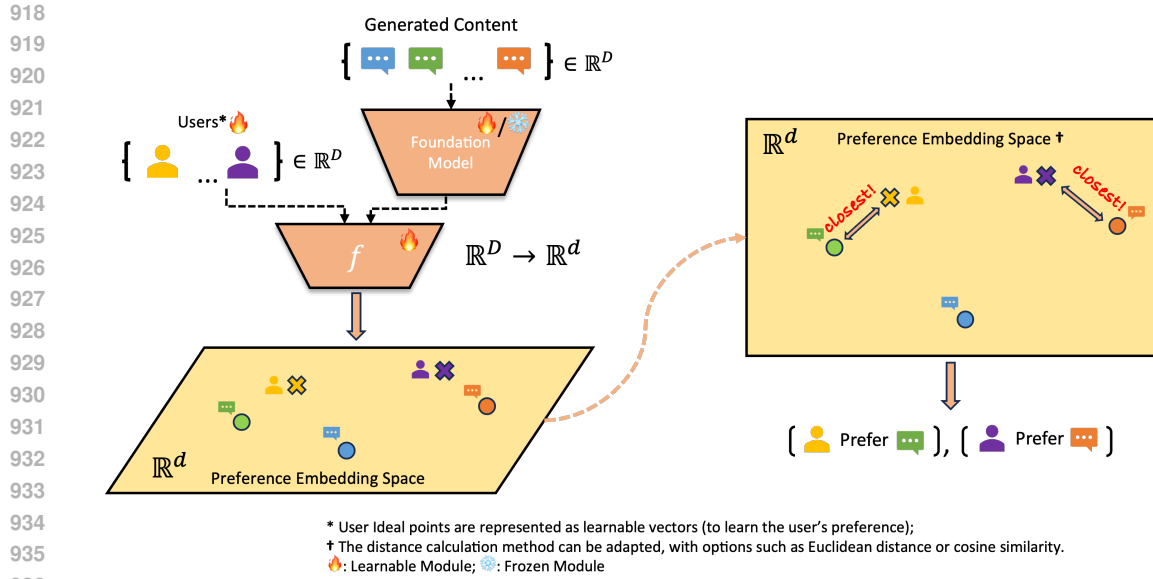 918
919
920
921
922
923
924
925
926
927
928
929
930
931
932
933
934
935
Generated Content
{ ... } ∈ ℝ^D
Users*
{ ... } ∈ ℝ^D
/
Foundation
Model
f
ℝ^D → ℝ^d
ℝ^d
Preference Embedding Space
ℝ^d
Preference Embedding Space †
closest!
closest!
{ Prefer }, { Prefer }
* User Ideal points are represented as learnable vectors (to learn the user's preference);
† The distance calculation method can be adapted, with options such as Euclidean distance or cosine similarity.
: Learnable Module; : Frozen Module